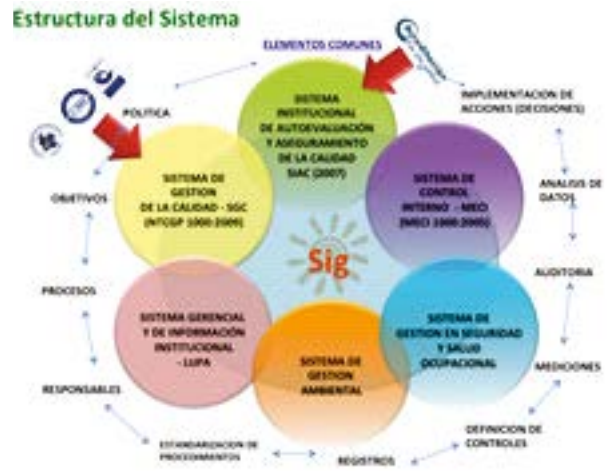 Estructura del Sistema
ELEMENTOS COMUNES
POLITICA
IMPLEMENTACION DE
ACCIONES (DECISIONES)
SISTEMA
INSTITUCIONAL
DE AUTOEVALUACIÓN
Y ASEGURAMIENTO
DE LA CALIDAD
SIAC (2007)
SISTEMA DE
GESTION
DE LA CALIDAD - SGC
(NTCGP 1000:2009)
SISTEMA DE
CONTROL
INTERNO - MECI
(MECI 1000:2005)
OBJETIVOS
ANALISIS DE
DATOS
Sig
PROCESOS
AUDITORIA
SISTEMA GERENCIAL
Y DE INFORMACIÓN
INSTITUCIONAL
- LUPA
SISTEMA DE
GESTION EN SEGURIDAD
Y SALUD
OCUPACIONAL
SISTEMA DE
GESTION
AMBIENTAL
RESPONSABLES
MEDICIONES
ESTANDARIZACION DE
PROCEDIMIENTOS
REGISTROS
DEFINICION DE
CONTROLES